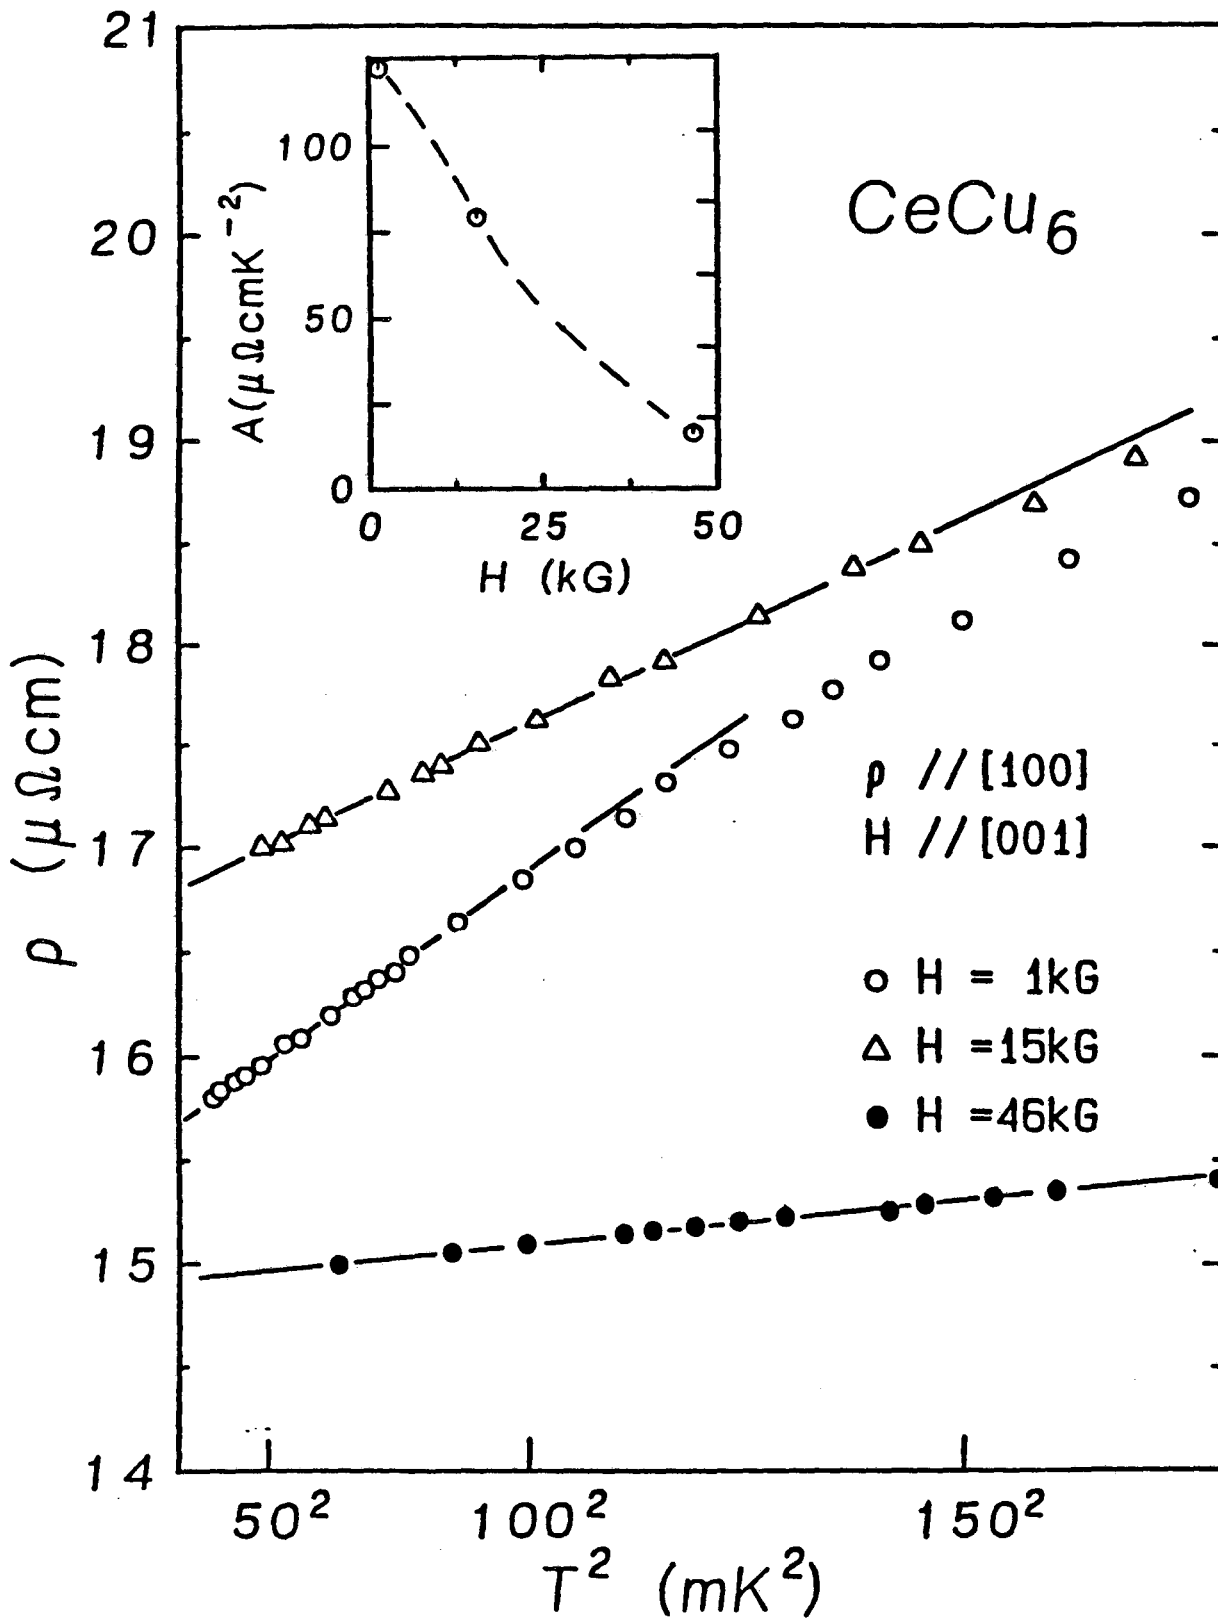 21
20
19
18
17
16
15
14
ρ (μΩcm)
50² 100² 150²
T² (mK²)
100
50
0
A(μΩcmK⁻²)
0 25 50
H (kG)
CeCu₆
ρ //[100]
H //[001]
○ H = 1kG
△ H =15kG
● H =46kG